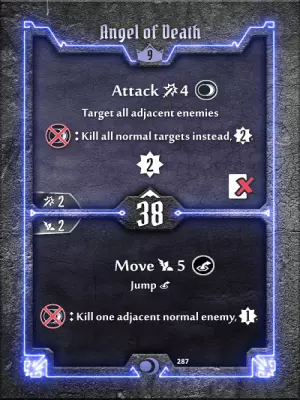 Angel of Death
9
Attack 4
Target all adjacent enemies
: Kill all normal targets instead, 2.
2
2
38
2
Move 5
Jump
: Kill one adjacent normal enemy, 1.
287